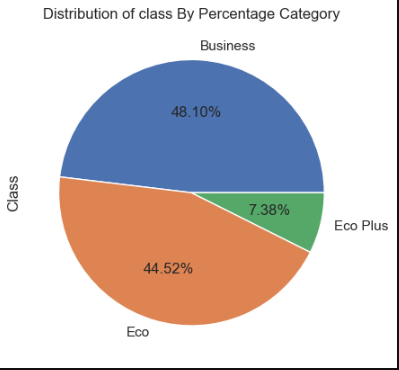 Distribution of class By Percentage Category
Business
48.10%
Class
7.38%
Eco Plus
44.52%
Eco